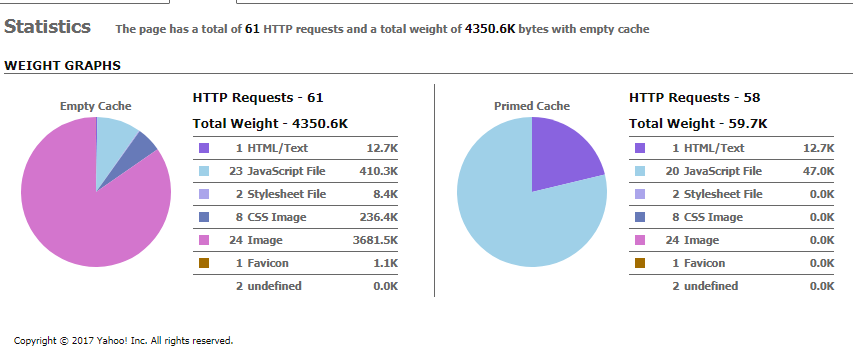 Statistics The page has a total of 61 HTTP requests and a total weight of 4350.6K bytes with empty cache
WEIGHT GRAPHS
Empty Cache
HTTP Requests - 61
Total Weight - 4350.6K
1 HTML/Text 12.7K
23 JavaScript File 410.3K
2 Stylesheet File 8.4K
8 CSS Image 236.4K
24 Image 3681.5K
1 Favicon 1.1K
2 undefined 0.0K
Primed Cache
HTTP Requests - 58
Total Weight - 59.7K
1 HTML/Text 12.7K
20 JavaScript File 47.0K
2 Stylesheet File 0.0K
8 CSS Image 0.0K
24 Image 0.0K
1 Favicon 0.0K
2 undefined 0.0K
Copyright © 2017 Yahoo! Inc. All rights reserved.